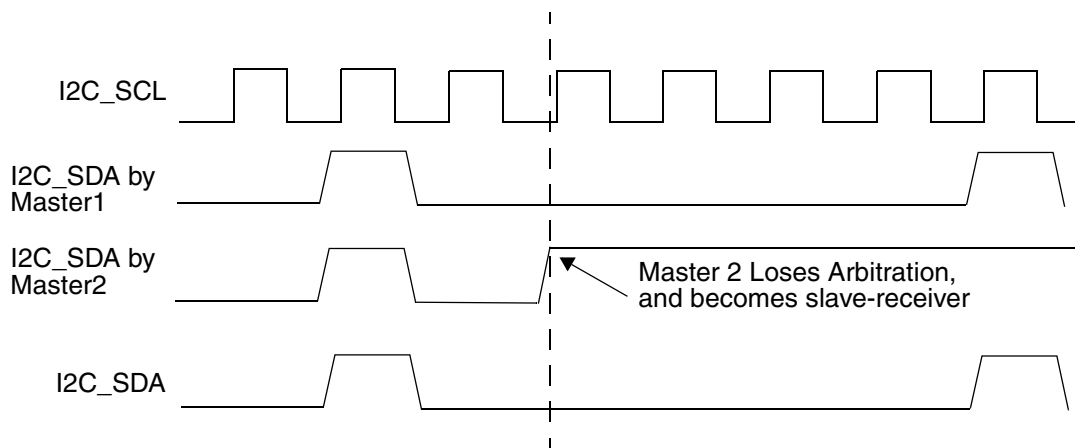 I2C_SCL
I2C_SDA by
Master1
I2C_SDA by
Master2
Master 2 Loses Arbitration,
and becomes slave-receiver
I2C_SDA